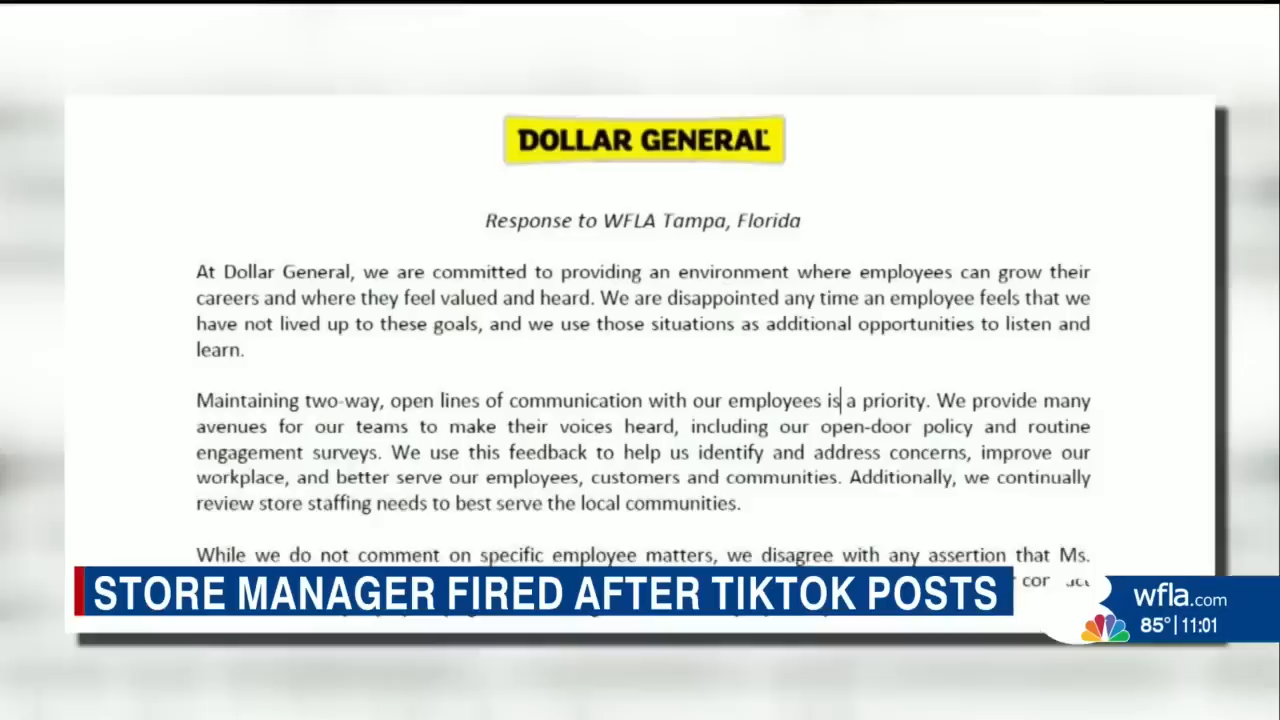 DOLLAR GENERAL
Response to WFLA Tampa, Florida
At Dollar General, we are committed to providing an environment where employees can grow their
careers and where they feel valued and heard. We are disappointed any time an employee feels that we
have not lived up to these goals, and we use those situations as additional opportunities to listen and
learn.
Maintaining two-way, open lines of communication with our employees is a priority. We provide many
avenues for our teams to make their voices heard, including our open-door policy and routine
engagement surveys. We use this feedback to help us identify and address concerns, improve our
workplace, and better serve our employees, customers and communities. Additionally, we continually
review store staffing needs to best serve the local communities.
While we do not comment on specific employee matters, we disagree with any assertion that Ms.
STORE MANAGER FIRED AFTER TIKTOK POSTS
wfla.com
85° 11:01